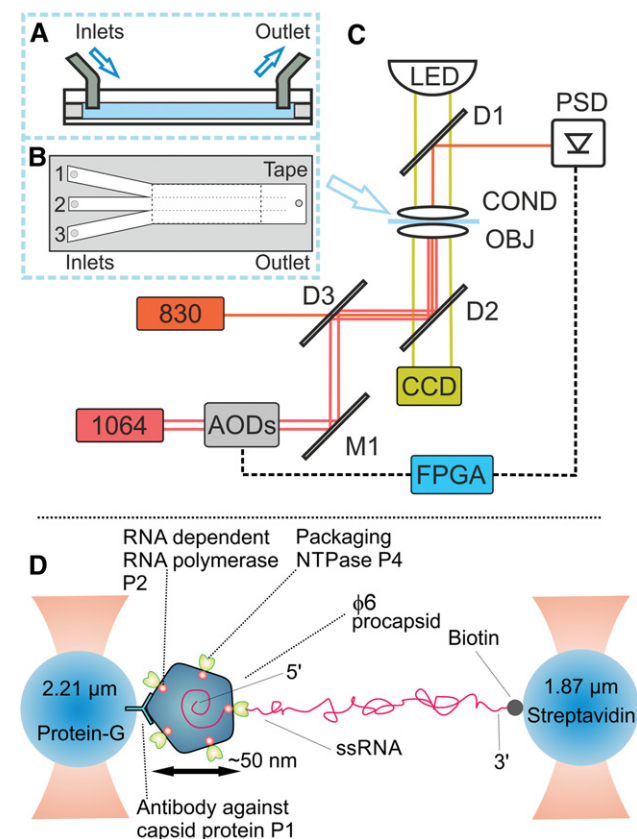 A
Inlets
Outlet
B
1
2
3
Tape
Inlets
Outlet
C
LED
D1
PSD
COND
OBJ
D3
D2
830
CCD
1064
AODs
M1
FPGA
D
RNA dependent
RNA polymerase
P2
Packaging
NTPase P4
ϕ6
procapsid
Biotin
5'
2.21 µm
Protein-G
1.87 µm
Streptavidin
ssRNA
3'
~50 nm
Antibody against
capsid protein P1